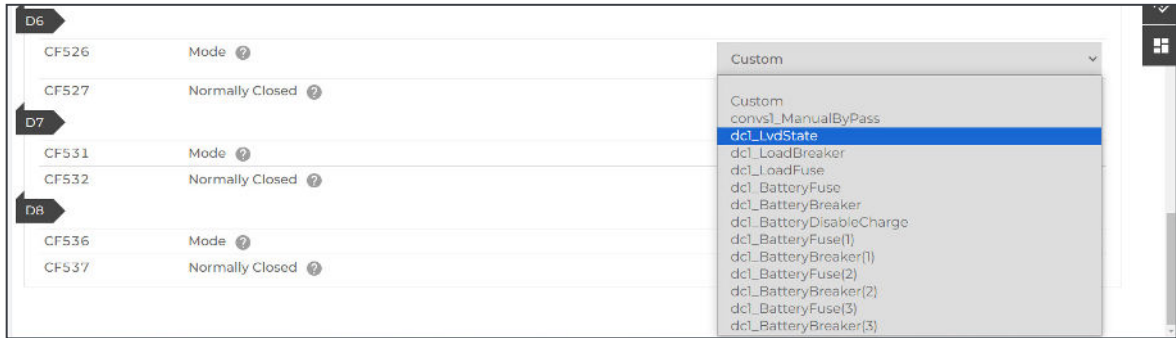 D6
CF526 Mode ? Custom
CF527 Normally Closed ?
Custom
convs1_ManualByPass
D7
dc1_LvdState
CF531 Mode ?
dc1_LoadBreaker
dc1_LoadFuse
CF532 Normally Closed ?
dc1_BatteryFuse
dc1_BatteryBreaker
D8
dc1_BatteryDisableCharge
CF536 Mode ?
dc1_BatteryFuse(1)
dc1_BatteryBreaker(1)
CF537 Normally Closed ?
dc1_BatteryFuse(2)
dc1_BatteryBreaker(2)
dc1_BatteryFuse(3)
dc1_BatteryBreaker(3)